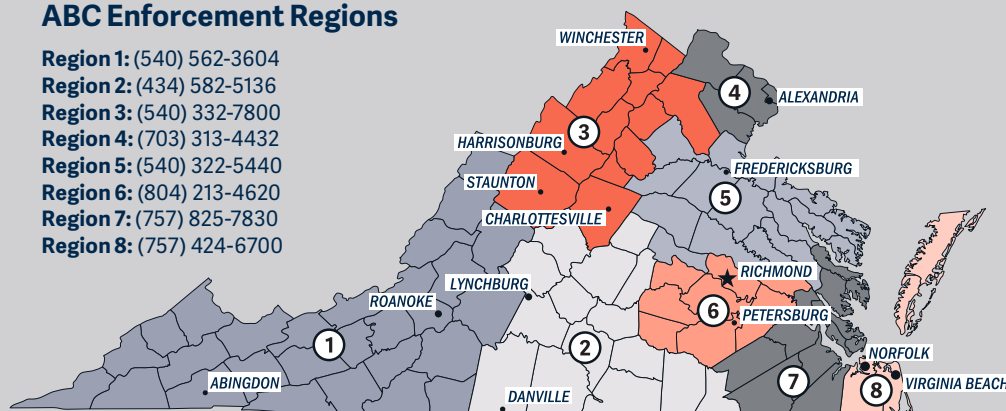 ABC Enforcement Regions
Region 1: (540) 562-3604
Region 2: (434) 582-5136
Region 3: (540) 332-7800
Region 4: (703) 313-4432
Region 5: (540) 322-5440
Region 6: (804) 213-4620
Region 7: (757) 825-7830
Region 8: (757) 424-6700
WINCHESTER
4
ALEXANDRIA
3
HARRISONBURG
FREDERICKSBURG
STAUNTON
5
CHARLOTTESVILLE
RICHMOND
LYNCHBURG
ROANOKE
6
PETERSBURG
1
2
NORFOLK
ABINGDON
7
8
VIRGINIA BEACH
DANVILLE